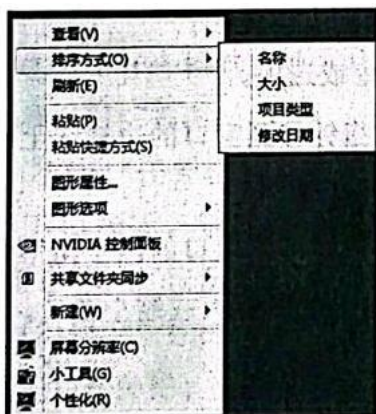 查看(V)
排序方式(O)
刷新(E)
粘贴(P)
粘贴快捷方式(S)
图形属性...
图形选项
NVIDIA 控制面板
共享文件夹同步
新建(W)
屏幕分辨率(C)
小工具(G)
个性化(R)
名称
大小
项目类型
修改日期